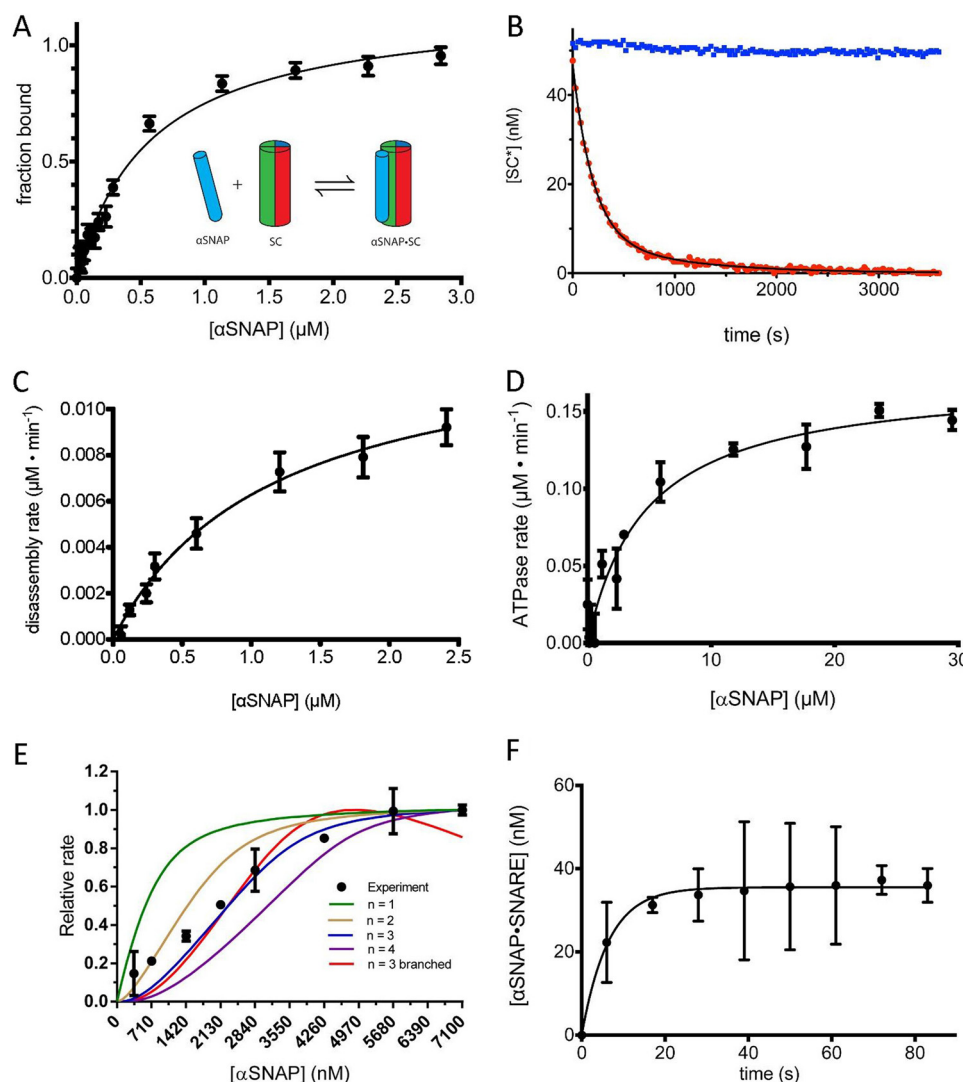 A
fraction bound
1.0
0.5
0.0
0.0 0.5 1.0 1.5 2.0 2.5 3.0
[αSNAP] (µM)
+
αSNAP
SC
αSNAP•SC
B
[SC*] (nM)
40
20
0
0 1000 2000 3000
time (s)
C
disassembly rate (µM • min⁻¹)
0.010
0.008
0.006
0.004
0.002
0.000
0.0 0.5 1.0 1.5 2.0 2.5
[αSNAP] (µM)
D
ATPase rate (µM • min⁻¹)
0.15
0.10
0.05
0.00
0 10 20 30
[αSNAP] (µM)
E
Relative rate
1.2
1.0
0.8
0.6
0.4
0.2
0.0
Experiment
n = 1
n = 2
n = 3
n = 4
n = 3 branched
0 710 1420 2130 2840 3550 4260 4970 5680 6390 7100
[αSNAP] (nM)
F
[αSNAP•SNARE] (nM)
60
40
20
0
0 20 40 60 80
time (s)